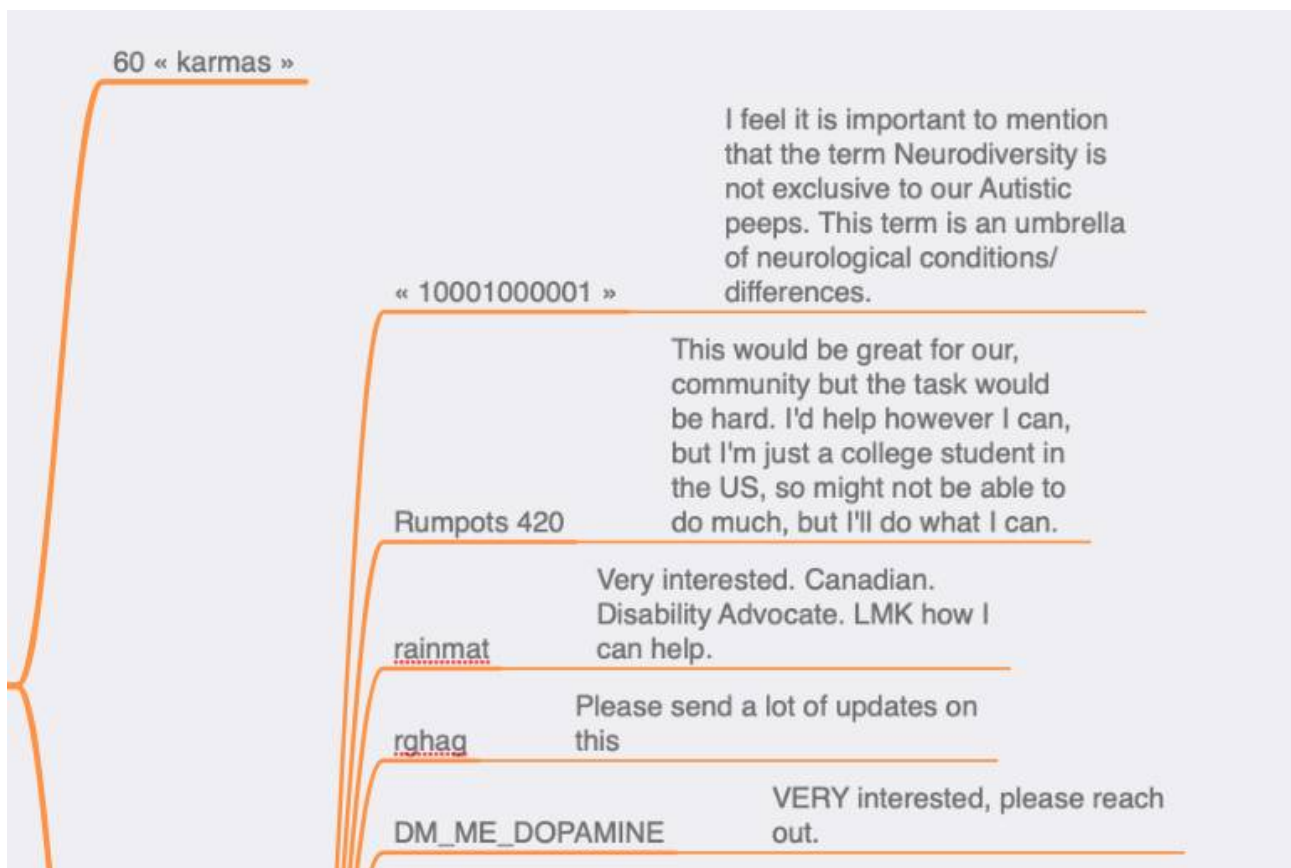 60 « karmas »
I feel it is important to mention
that the term Neurodiversity is
not exclusive to our Autistic
peeps. This term is an umbrella
of neurological conditions/
differences.
« 10001000001 »
This would be great for our,
community but the task would
be hard. I'd help however I can,
but I'm just a college student in
the US, so might not be able to
do much, but I'll do what I can.
Rumpots 420
Very interested. Canadian.
Disability Advocate. LMK how I
can help.
rainmat
Please send a lot of updates on
this
rghag
VERY interested, please reach
out.
DM_ME_DOPAMINE